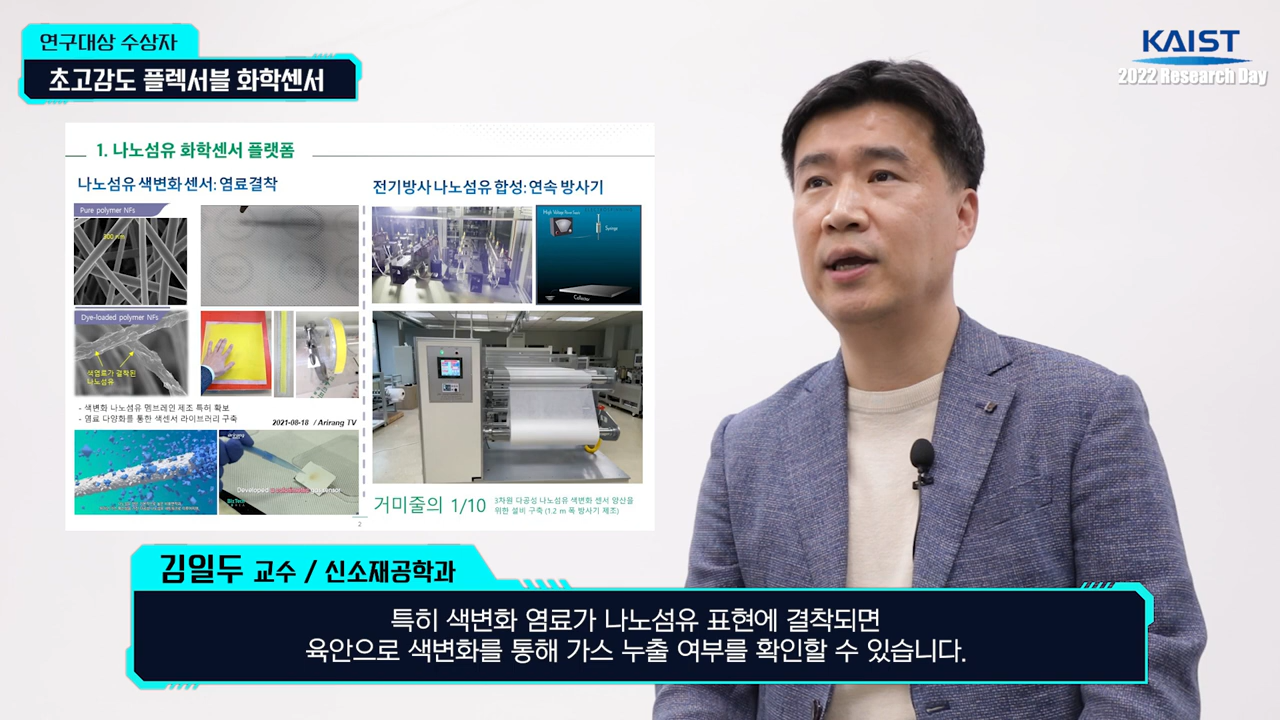 연구대상 수상자
초고감도 플렉서블 화학센서
KAIST
2022 Research Day
1. 나노섬유 화학센서 플랫폼
나노섬유 색변화 센서: 염료결착
Pure polymer NFs
300 nm
Dye-loaded polymer NFs
색염료가 결착된
나노섬유
- 색변화 나노섬유 멤브레인 제조 특허 확보
- 염료 다양화를 통한 색센서 라이브러리 구축
2021-08-18 / Arirang TV
Developed
sensor
BizTech
전기방사 나노섬유 합성: 연속 방사기
High Voltage Power Supply
Syringe
Collector
거미줄의 1/10
3차원 다공성 나노섬유 색변화 센서 양산을
위한 설비 구축 (1.2 m 폭 방사기 제조)
2
김일두 교수 / 신소재공학과
특히 색변화 염료가 나노섬유 표현에 결착되면
육안으로 색변화를 통해 가스 누출 여부를 확인할 수 있습니다.